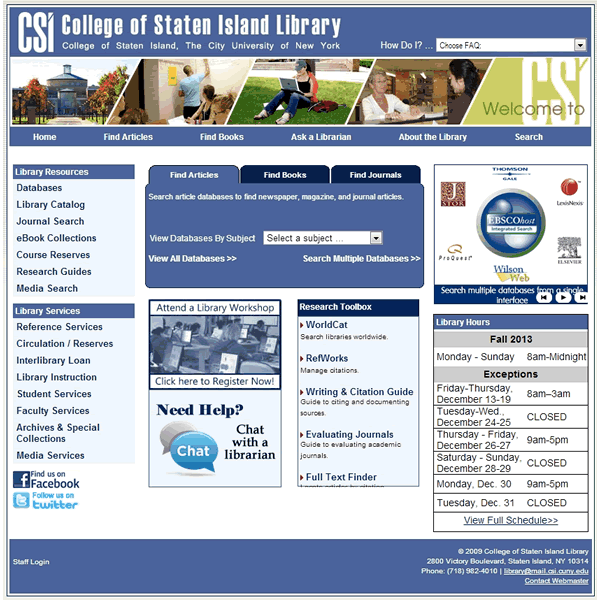 CSI College of Staten Island Library
College of Staten Island, The City University of New York
How Do I? ... Choose FAQ:
Welcome to CSI
Home Find Articles Find Books Ask a Librarian About the Library Search
Library Resources
Databases
Library Catalog
Journal Search
eBook Collections
Course Reserves
Research Guides
Media Search
Library Services
Reference Services
Circulation / Reserves
Interlibrary Loan
Library Instruction
Student Services
Faculty Services
Archives & Special
Collections
Media Services
Find us on
Facebook
Follow us on
twitter
Find Articles Find Books Find Journals
Search article databases to find newspaper, magazine, and journal articles.
View Databases By Subject Select a subject ...
View All Databases >> Search Multiple Databases >>
Attend a Library Workshop
Click here to Register Now!
Need Help?
Chat
with a
librarian
Chat
Research Toolbox
WorldCat
Search libraries worldwide.
RefWorks
Manage citations.
Writing & Citation Guide
Guide to citing and documenting
sources.
Evaluating Journals
Guide to evaluating academic
journals.
Full Text Finder
THOMSON
GALE
JSTOR
LexisNexis
EBSCOhost
Integrated Search
ProQuest
ELSEVIER
Wilson
Web
Search multiple databases from a single
interface
Library Hours
Fall 2013
Monday - Sunday 8am-Midnight
Exceptions
Friday-Thursday,
December 13-19 8am–3am
Tuesday-Wed.,
December 24-25 CLOSED
Thursday - Friday,
December 26-27 9am-5pm
Saturday - Sunday,
December 28-29 CLOSED
Monday, Dec. 30 9am-5pm
Tuesday, Dec. 31 CLOSED
View Full Schedule>>
Staff Login
© 2009 College of Staten Island Library
2800 Victory Boulevard, Staten Island, NY 10314
Phone: (718) 982-4010 | library@mail.csi.cuny.edu
Contact Webmaster